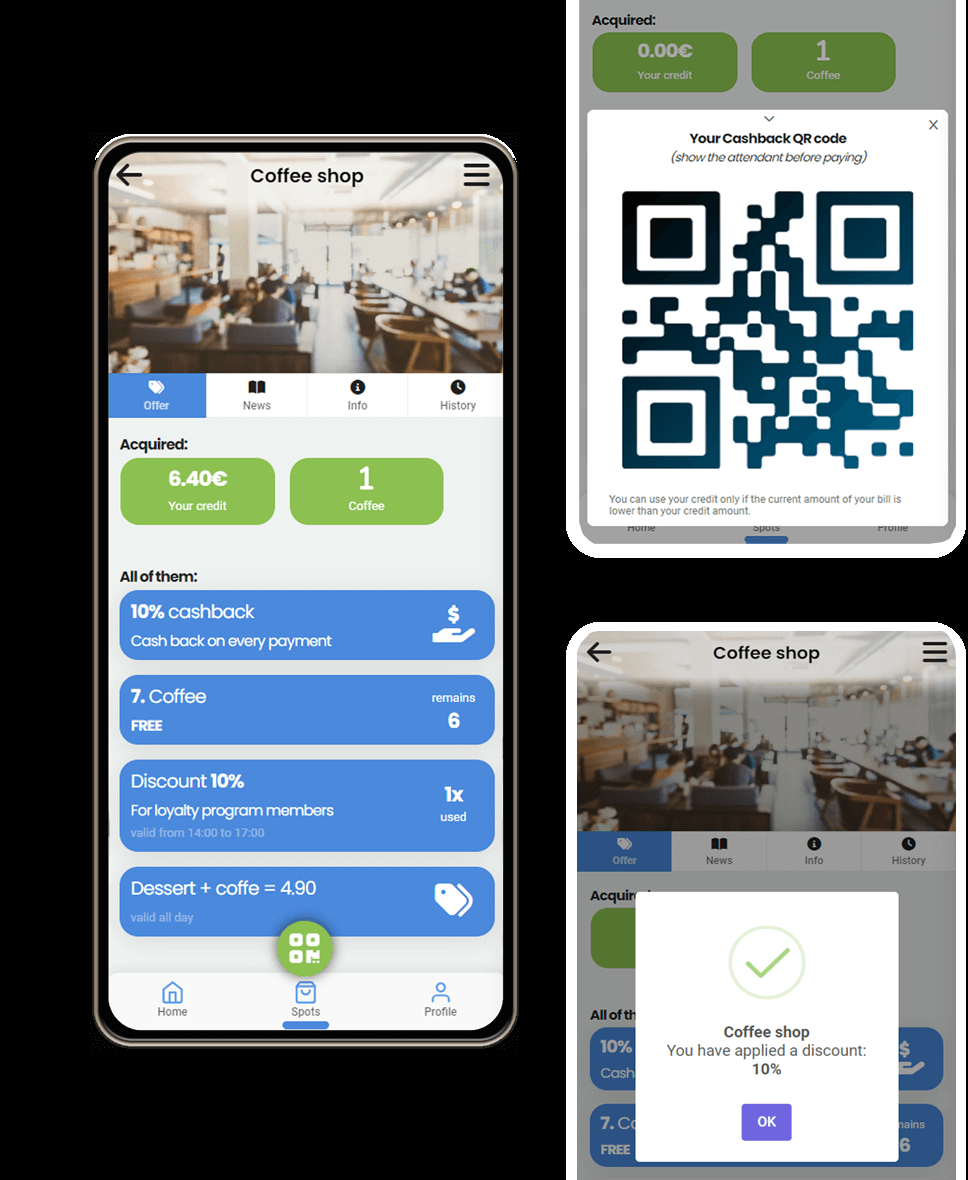 Coffee shop
Offer
News
Info
History
Acquired:
6.40€
Your credit
1
Coffee
All of them:
10% cashback
Cash back on every payment
$
7. Coffee
FREE
remains
6
Discount 10%
For loyalty program members
valid from 14:00 to 17:00
1x
used
Dessert + coffe = 4.90
valid all day
Home
Spots
Profile
Acquired:
0.00€
Your credit
1
Coffee
X
Your Cashback QR code
(show the attendant before paying)
You can use your credit only if the current amount of your bill is
lower than your credit amount.
Home
Spots
Profile
Coffee shop
Offer
News
Info
History
Acquir
Coffee shop
You have applied a discount:
10%
OK
All of th
10%
Cash
$
7. Co
FREE
mains
6